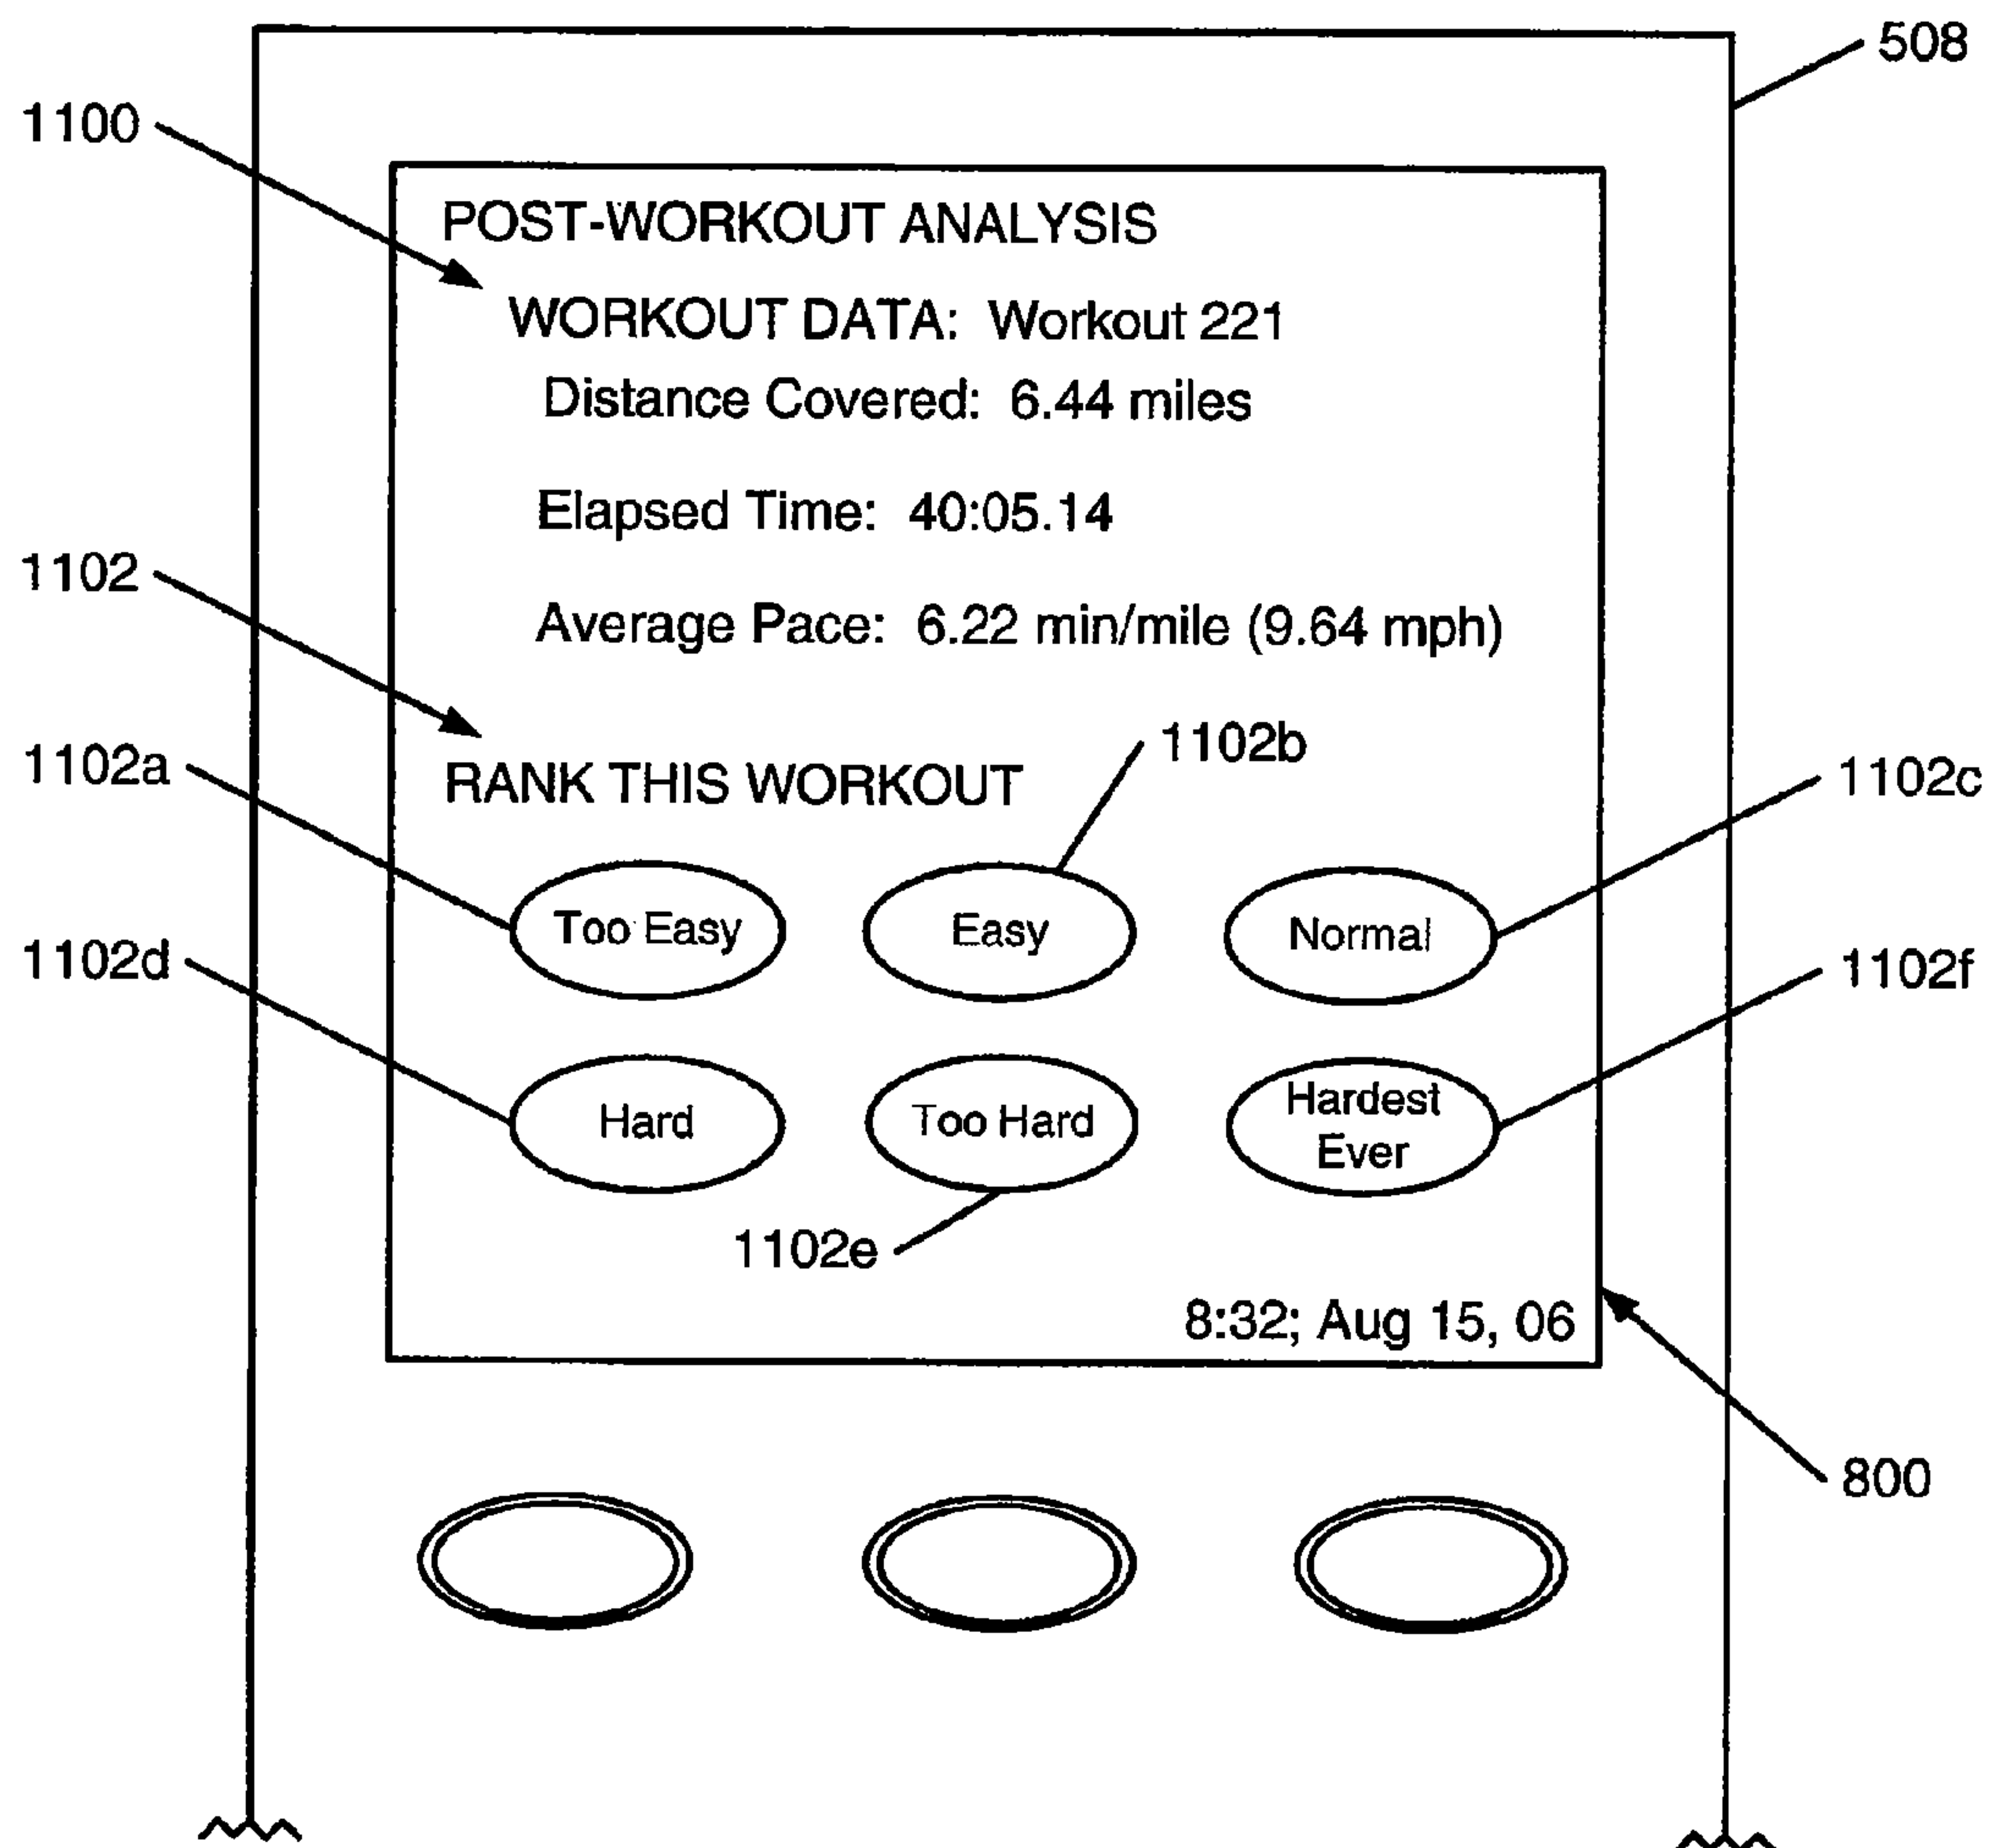 508
1100
POST-WORKOUT ANALYSIS
WORKOUT DATA: Workout 221
Distance Covered: 6.44 miles
Elapsed Time: 40:05.14
1102
Average Pace: 6.22 min/mile (9.64 mph)
1102b
1102a
RANK THIS WORKOUT
1102c
Too Easy
Easy
Normal
1102d
1102f
Hard
Too Hard
Hardest
Ever
1102e
8:32; Aug 15, 06
800